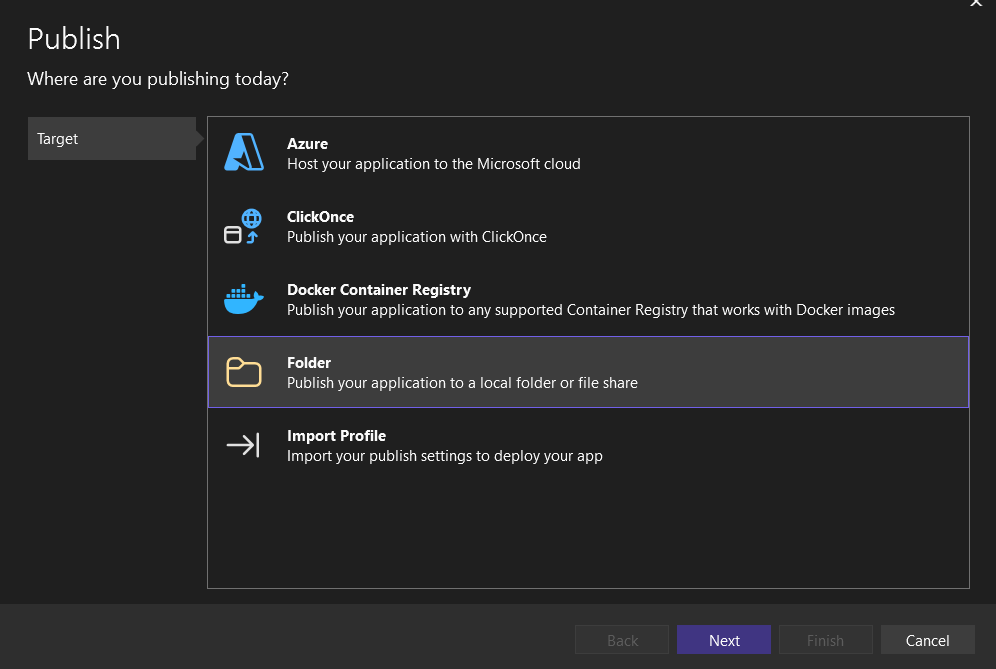 Publish
Where are you publishing today?
Target
Azure
Host your application to the Microsoft cloud
ClickOnce
Publish your application with ClickOnce
Docker Container Registry
Publish your application to any supported Container Registry that works with Docker images
Folder
Publish your application to a local folder or file share
Import Profile
Import your publish settings to deploy your app
Back
Next
Finish
Cancel